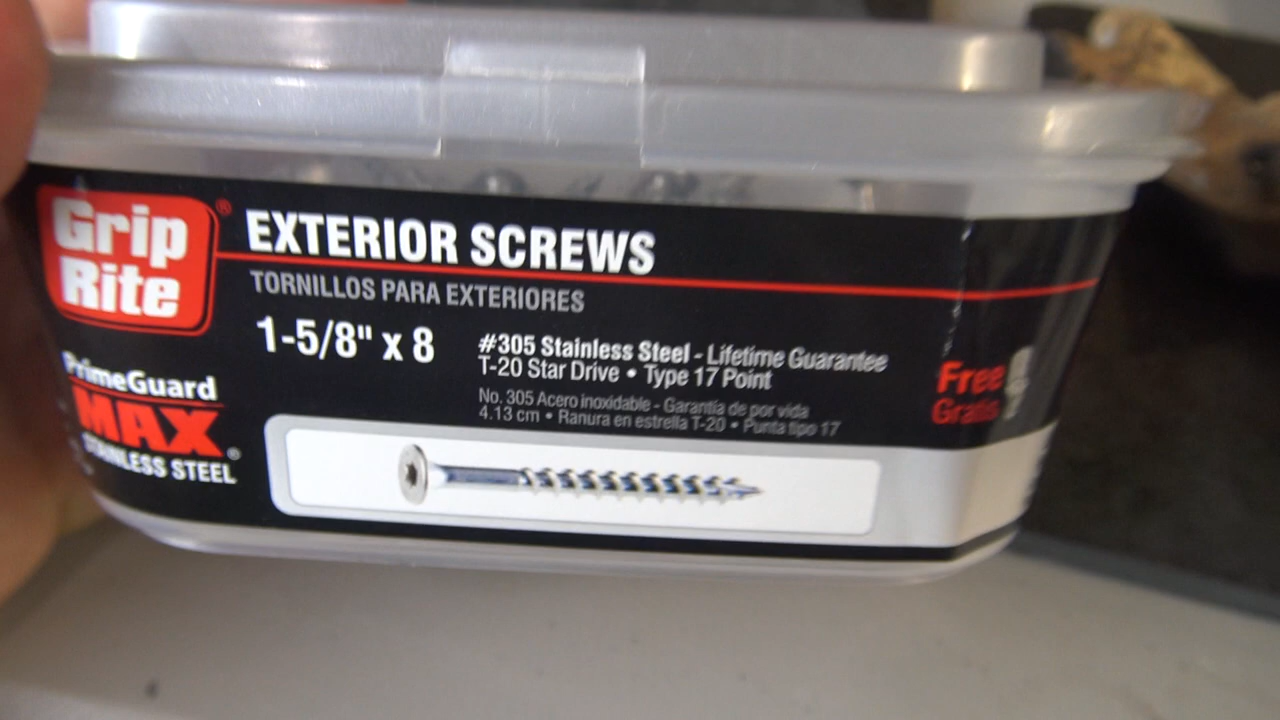 Grip
Rite®
EXTERIOR SCREWS
TORNILLOS PARA EXTERIORES
1-5/8" x 8
#305 Stainless Steel - Lifetime Guarantee
T-20 Star Drive • Type 17 Point
No. 305 Acero inoxidable - Garantía de por vida
4.13 cm • Ranura en estrella T-20 • Punta tipo 17
PrimeGuard
MAX®
STAINLESS STEEL
Free
Gratis